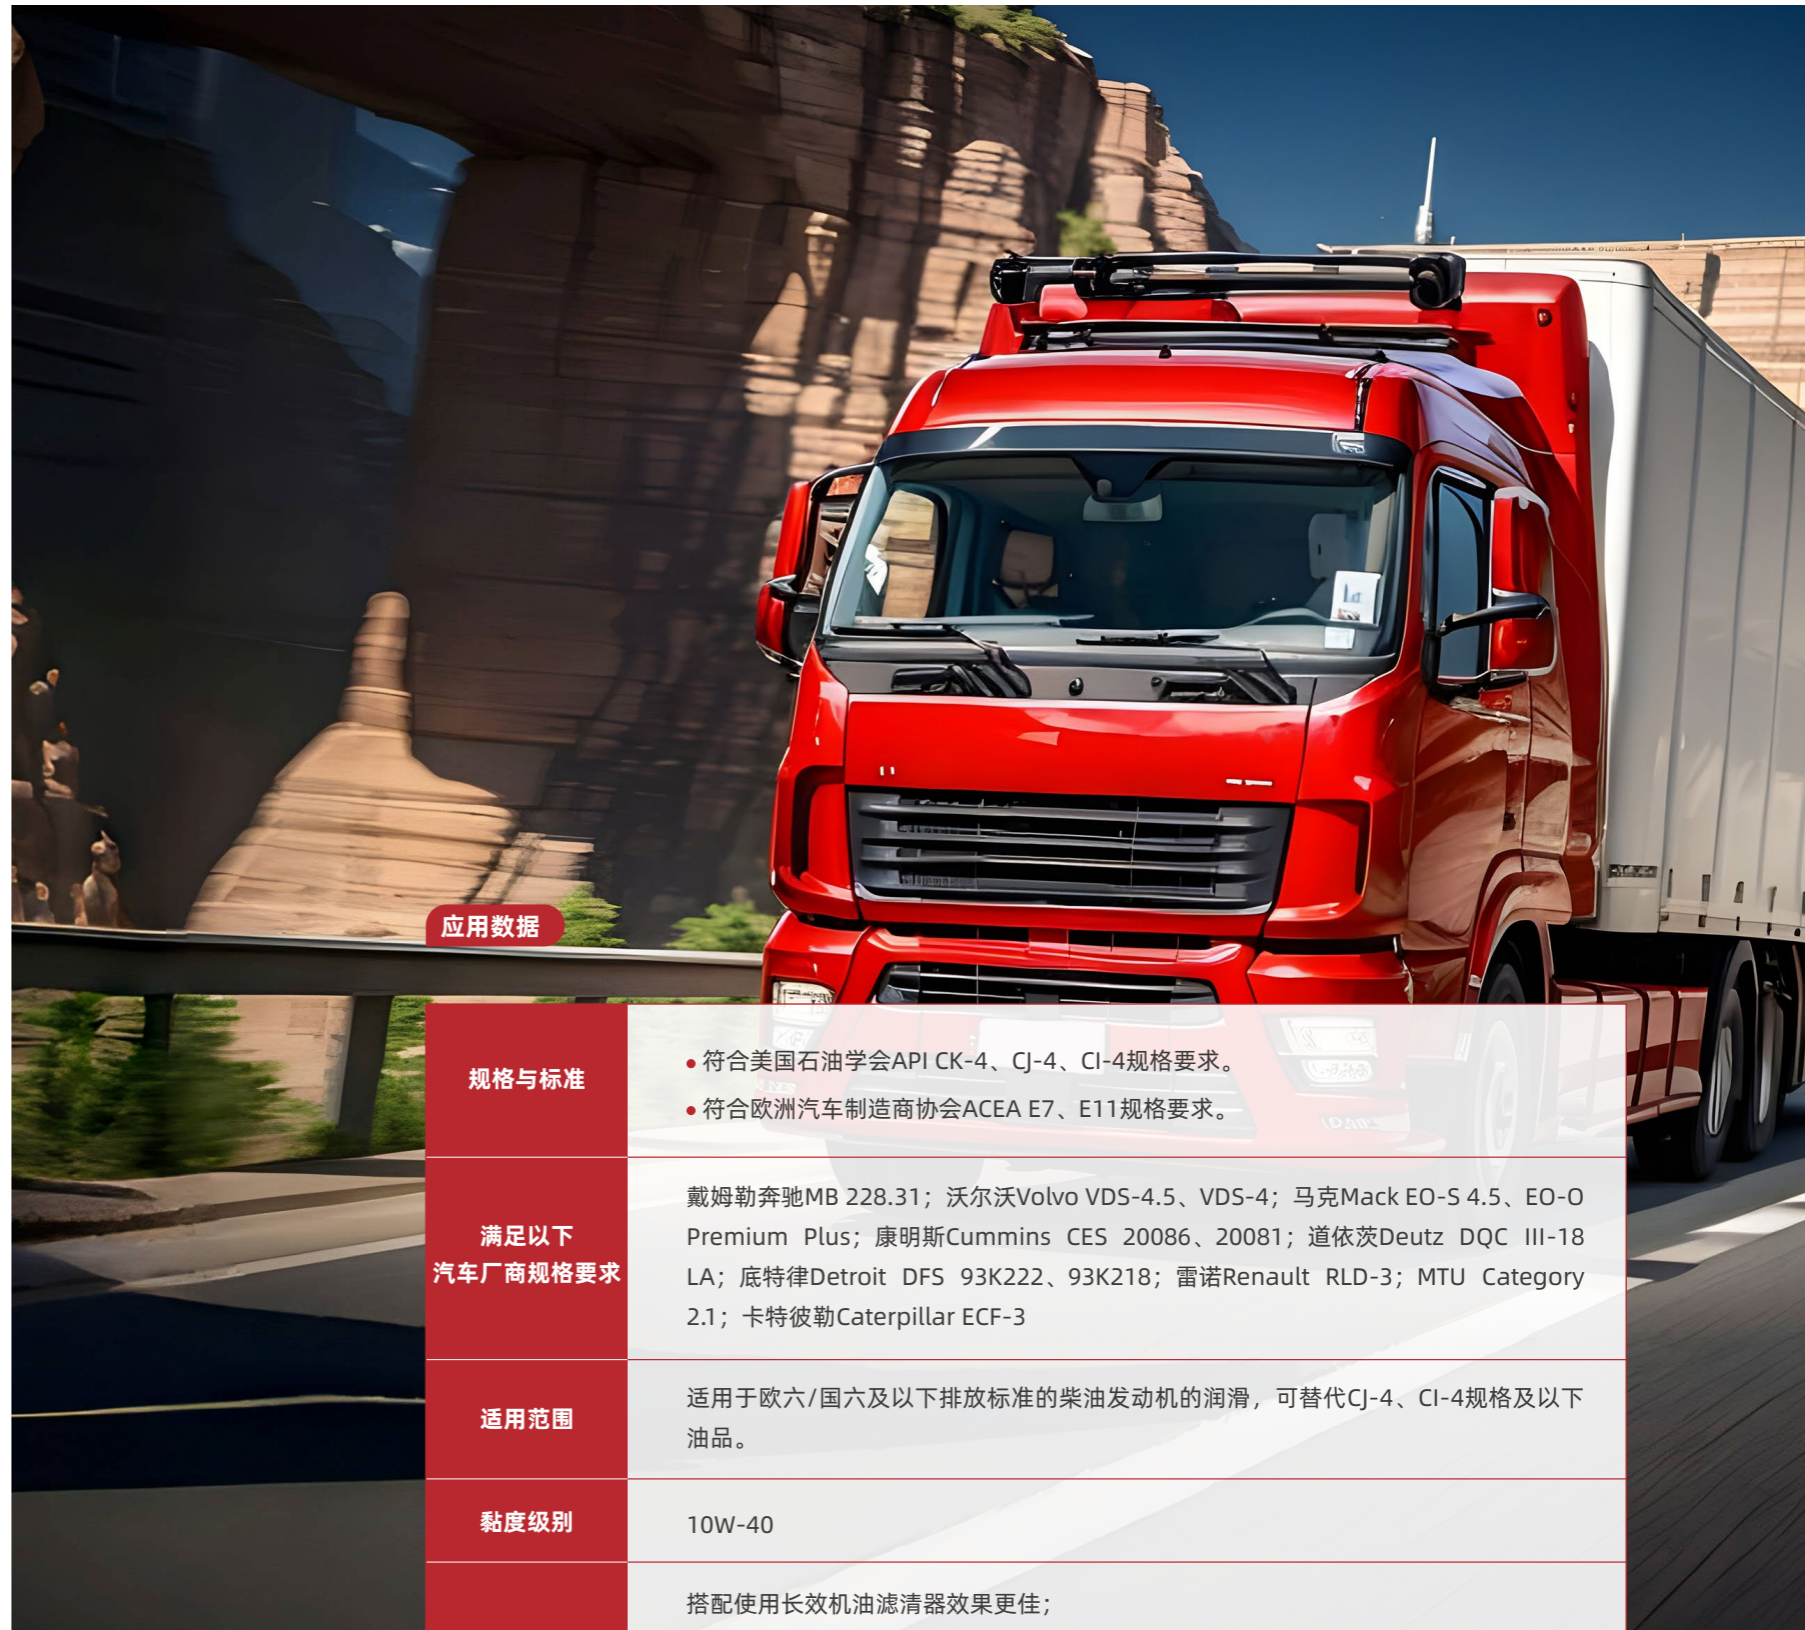 应用数据
规格与标准
• 符合美国石油学会API CK-4、CJ-4、CI-4规格要求。
• 符合欧洲汽车制造商协会ACEA E7、E11规格要求。
满足以下
汽车厂商规格要求
戴姆勒奔驰MB 228.31；沃尔沃Volvo VDS-4.5、VDS-4；马克Mack EO-S 4.5、EO-O
Premium Plus；康明斯Cummins CES 20086、20081；道依茨Deutz DQC III-18
LA；底特律Detroit DFS 93K222、93K218；雷诺Renault RLD-3；MTU Category
2.1；卡特彼勒Caterpillar ECF-3
适用范围
适用于欧六/国六及以下排放标准的柴油发动机的润滑，可替代CJ-4、CI-4规格及以下
油品。
黏度级别
10W-40
搭配使用长效机油滤清器效果更佳；